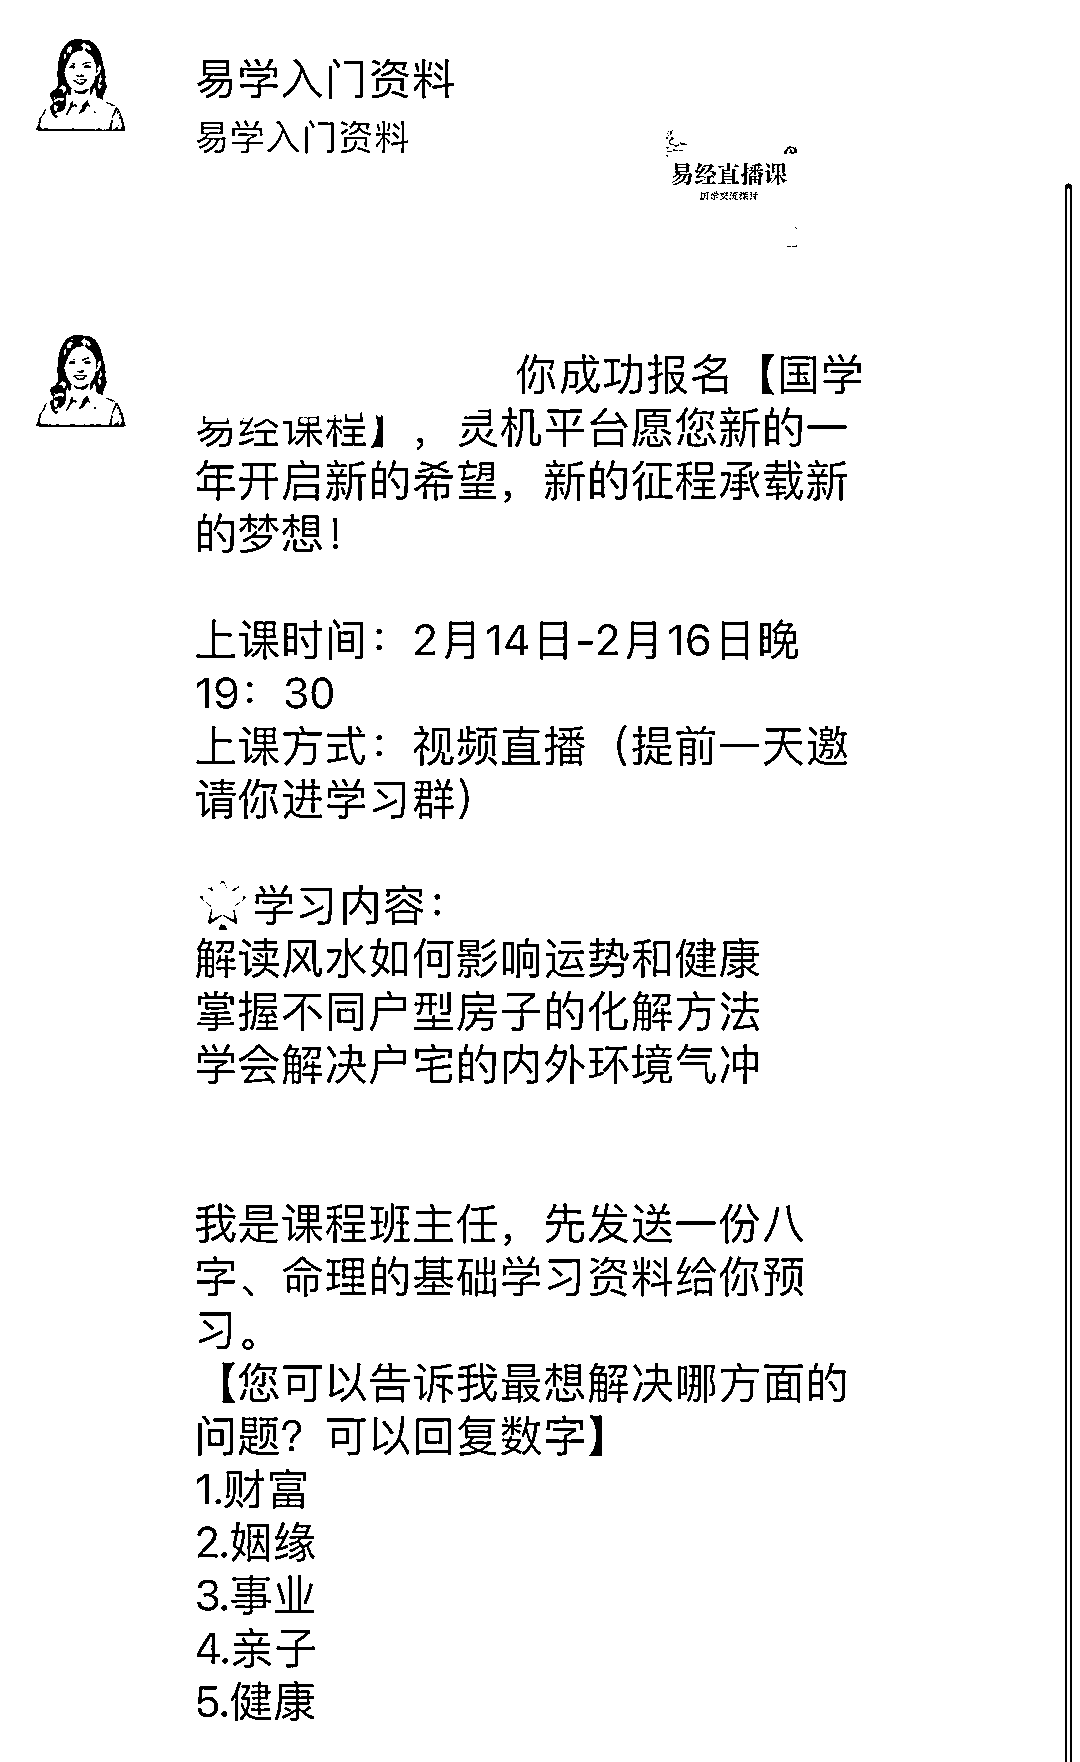 易学入门资料
易学入门资料
易经直播课
国学交流探讨
你成功报名【国学
易经课程】，灵机平台愿您新的一
年开启新的希望，新的征程承载新
的梦想！
上课时间：2月14日-2月16日晚
19：30
上课方式：视频直播（提前一天邀
请你进学习群）
学习内容：
解读风水如何影响运势和健康
掌握不同户型房子的化解方法
学会解决户宅的内外环境气冲
我是课程班主任，先发送一份八
字、命理的基础学习资料给你预
习。
【您可以告诉我最想解决哪方面的
问题？可以回复数字】
1.财富
2.姻缘
3.事业
4.亲子
5.健康